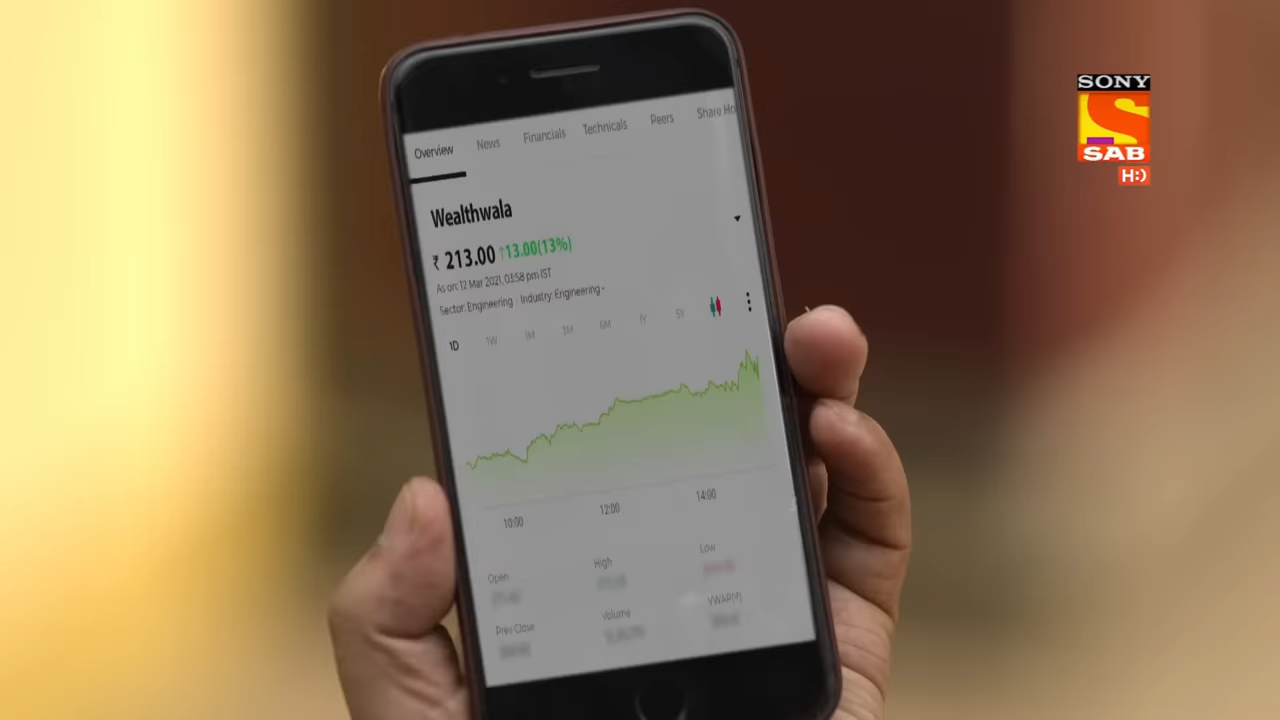 SONY
SAB
HD
Overview News Financials Technicals Peers Share Ho
Wealthwala
₹ 213.00 ↑13.00(13%)
As on: 12 Mar 2021, 03:58 pm IST
Sector: Engineering Industry: Engineering -
1D 1W 1M 3M 6M 1Y 5Y
10:00 12:00 14:00
Open High Low
Prev Close Volume VWAP(₹)